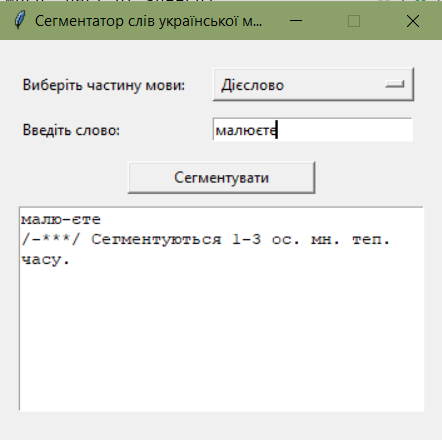 Сегментатор слів української м...
Виберіть частину мови: Дієслово
Введіть слово: малюєте
Сегментувати
малю-єте
/-***/ Сегментуються 1-3 ос. мн. теп.
часу.